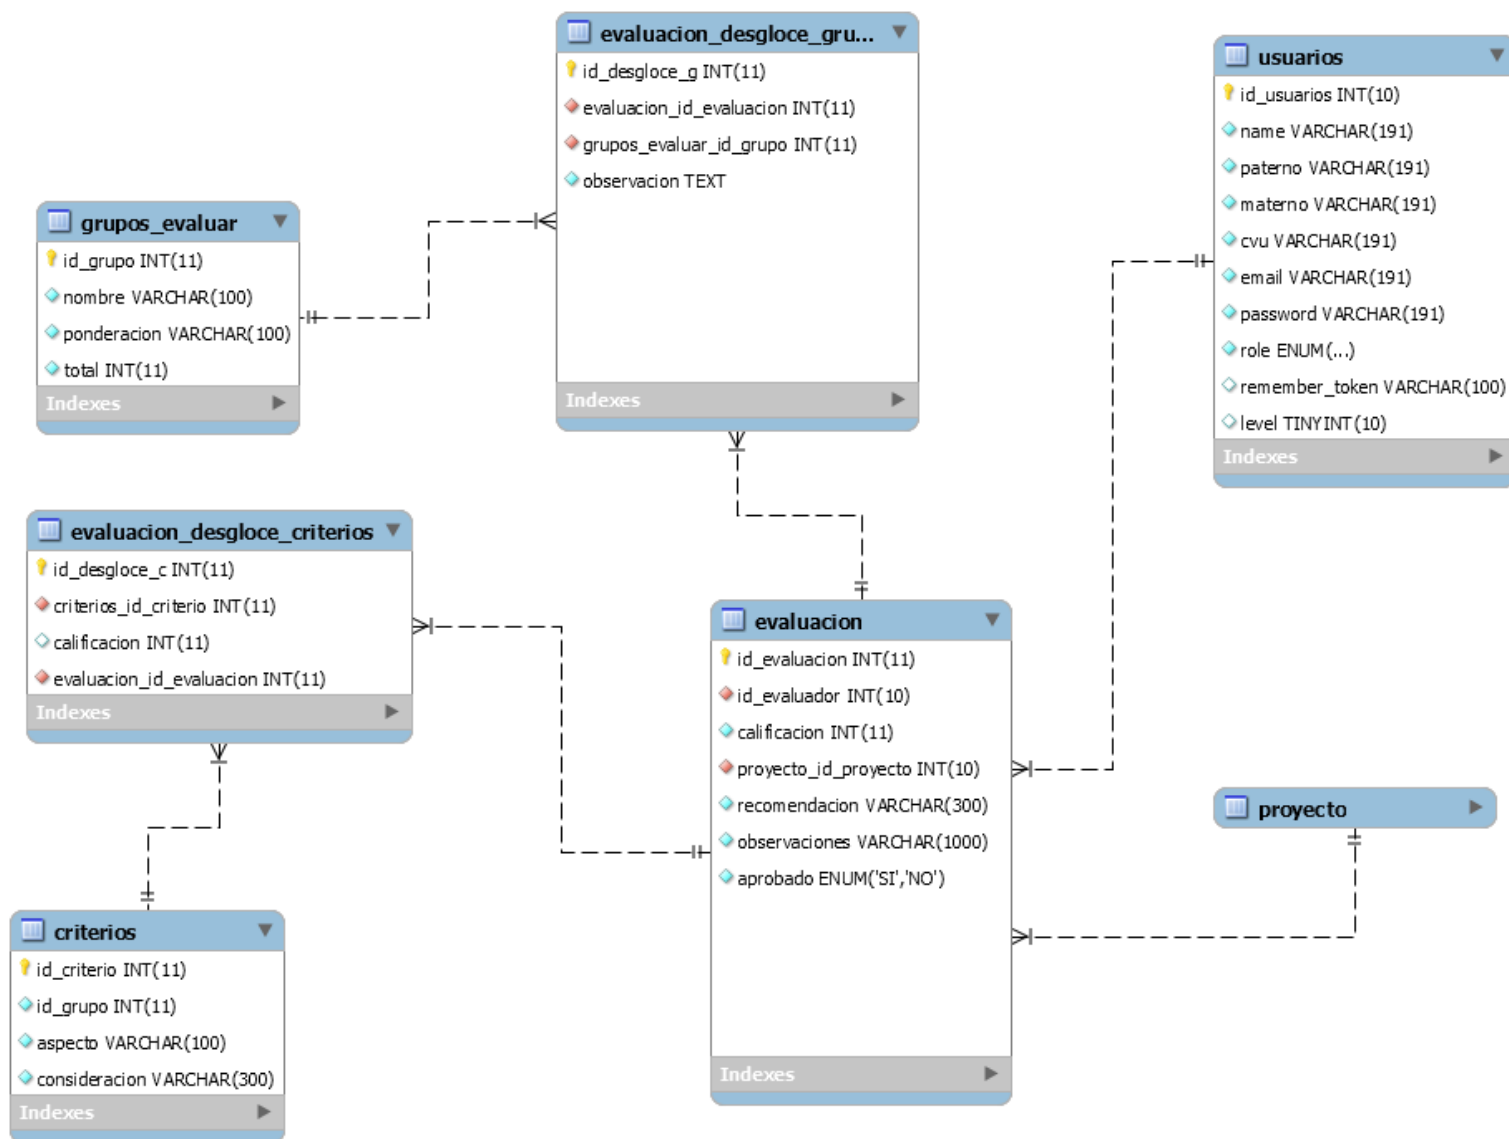 evaluacion_desgloce_gru...
id_desgloce_g INT(11)
evaluacion_id_evaluacion INT(11)
grupos_evaluar_id_grupo INT(11)
observacion TEXT
Indexes
usuarios
id_usuarios INT(10)
name VARCHAR(191)
paterno VARCHAR(191)
materno VARCHAR(191)
cvu VARCHAR(191)
email VARCHAR(191)
password VARCHAR(191)
role ENUM(...)
remember_token VARCHAR(100)
level TINYINT(10)
Indexes
grupos_evaluar
id_grupo INT(11)
nombre VARCHAR(100)
ponderacion VARCHAR(100)
total INT(11)
Indexes
evaluacion_desgloce_criterios
id_desgloce_c INT(11)
criterios_id_criterio INT(11)
calificacion INT(11)
evaluacion_id_evaluacion INT(11)
Indexes
evaluacion
id_evaluacion INT(11)
id_evaluador INT(10)
calificacion INT(11)
proyecto_id_proyecto INT(10)
recomendacion VARCHAR(300)
observaciones VARCHAR(1000)
aprobado ENUM('SI','NO')
Indexes
proyecto
criterios
id_criterio INT(11)
id_grupo INT(11)
aspecto VARCHAR(100)
consideracion VARCHAR(300)
Indexes